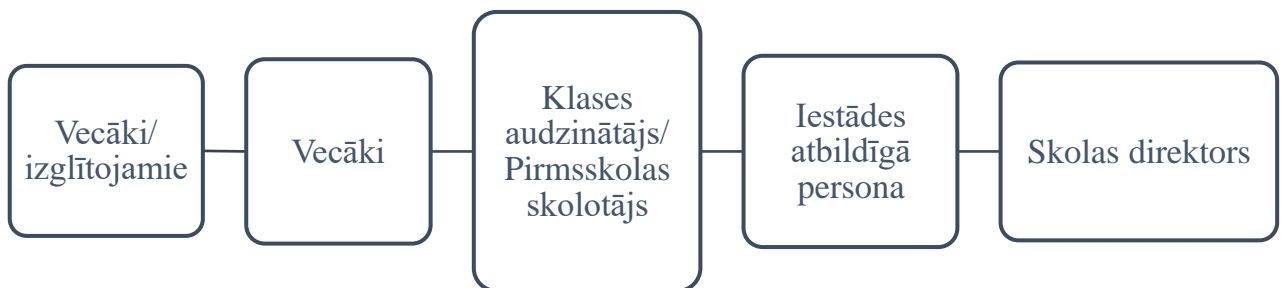 Vecāki/
izglītojamie
Vecāki
Klases
audzinātājs/
Pirmsskolas
skolotājs
Iestādes
atbildīgā
persona
Skolas direktors